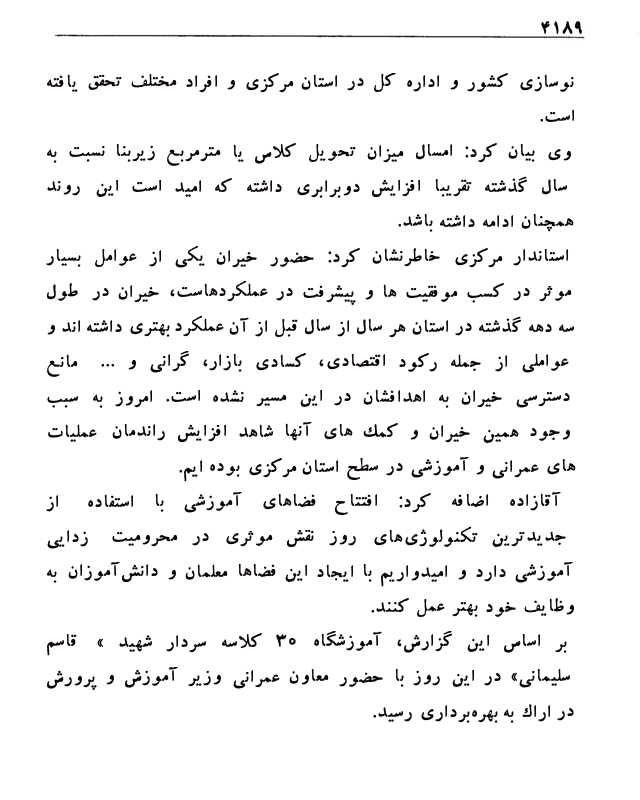 ۴۱۸۹
نوسازی کشور و اداره کل در استان مرکزی و افراد مختلف تحقق یافته
است.
وی بیان کرد: امسال میزان تحویل کلاس یا مترمربع زیربنا نسبت به
سال گذشته تقریبا افزایش دوبرابری داشته که امید است این روند
همچنان ادامه داشته باشد.
استاندار مرکزی خاطرنشان کرد: حضور خیران یکی از عوامل بسیار
موثر در کسب موفقیت ها و پیشرفت در عملکردهاست، خیران در طول
سه دهه گذشته در استان هر سال از سال قبل از آن عملکرد بهتری داشته اند و
عواملی از جمله رکود اقتصادی، کسادی بازار، گرانی و ... مانع
دسترسی خیران به اهدافشان در این مسیر نشده است. امروز به سبب
وجود همین خیران و کمك های آنها شاهد افزایش راندمان عملیات
های عمرانی و آموزشی در سطح استان مرکزی بوده ایم.
آقازاده اضافه کرد: افتتاح فضاهای آموزشی با استفاده از
جدیدترین تکنولوژی‌های روز نقش موثری در محرومیت زدایی
آموزشی دارد و امیدواریم با ایجاد این فضاها معلمان و دانش‌آموزان به
وظایف خود بهتر عمل کنند.
بر اساس این گزارش، آموزشگاه ۳۰ کلاسه سردار شهید » قاسم
سلیمانی» در این روز با حضور معاون عمرانی وزیر آموزش و پرورش
در اراك به بهره‌برداری رسید.